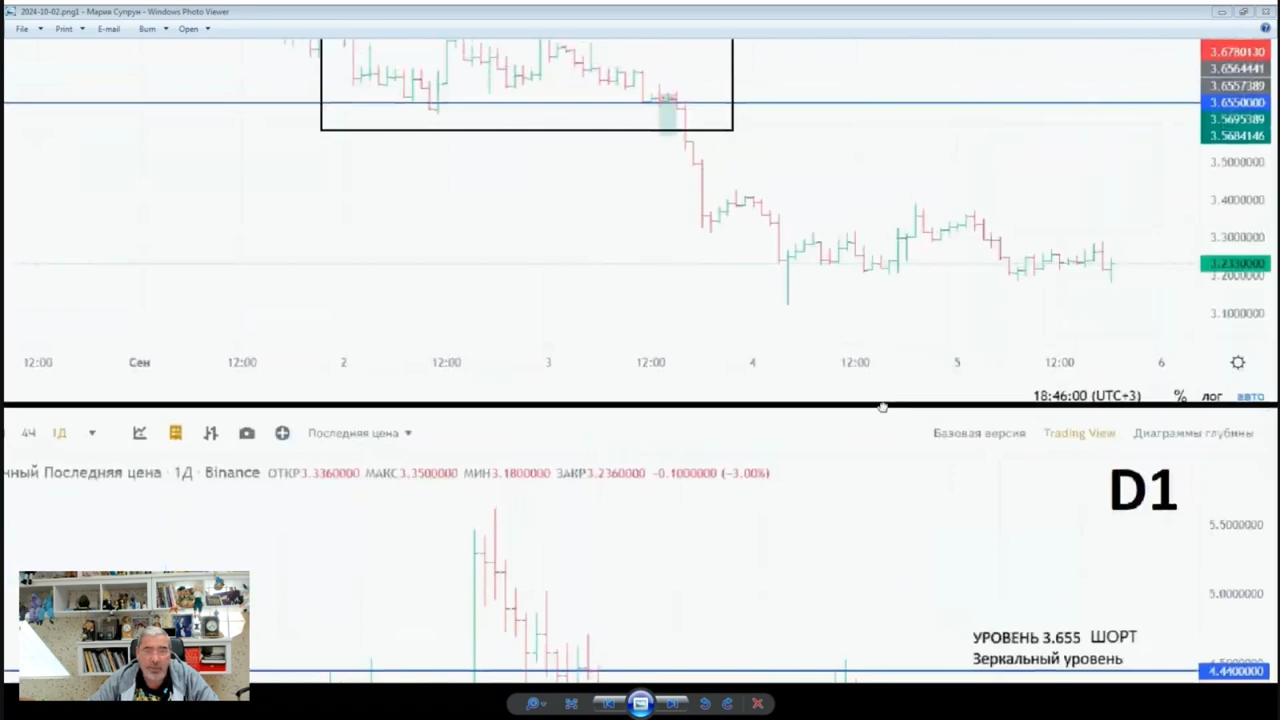 2024-10-02.png1 - Мария Супрун - Windows Photo Viewer
File Print E-mail Burn Open
3.6780130
3.6564441
3.6557389
3.6550000
3.5695389
3.5684146
3.5000000
3.4000000
3.3000000
3.2330000
3.2000000
3.1000000
12:00 Сен 12:00 2 12:00 3 12:00 4 12:00 5 12:00 6
18:46:00 (UTC+3) % лог авто
4Ч 1Д Последняя цена Базовая версия Trading View Диаграммы глубины
чный Последняя цена · 1Д · Binance ОТКР3.3360000 МАКС3.3500000 МИН3.1800000 ЗАКР3.2360000 -0.1000000 (-3.00%)
D1
5.5000000
5.0000000
УРОВЕНЬ 3.655 ШОРТ
Зеркальный уровень
4.4400000